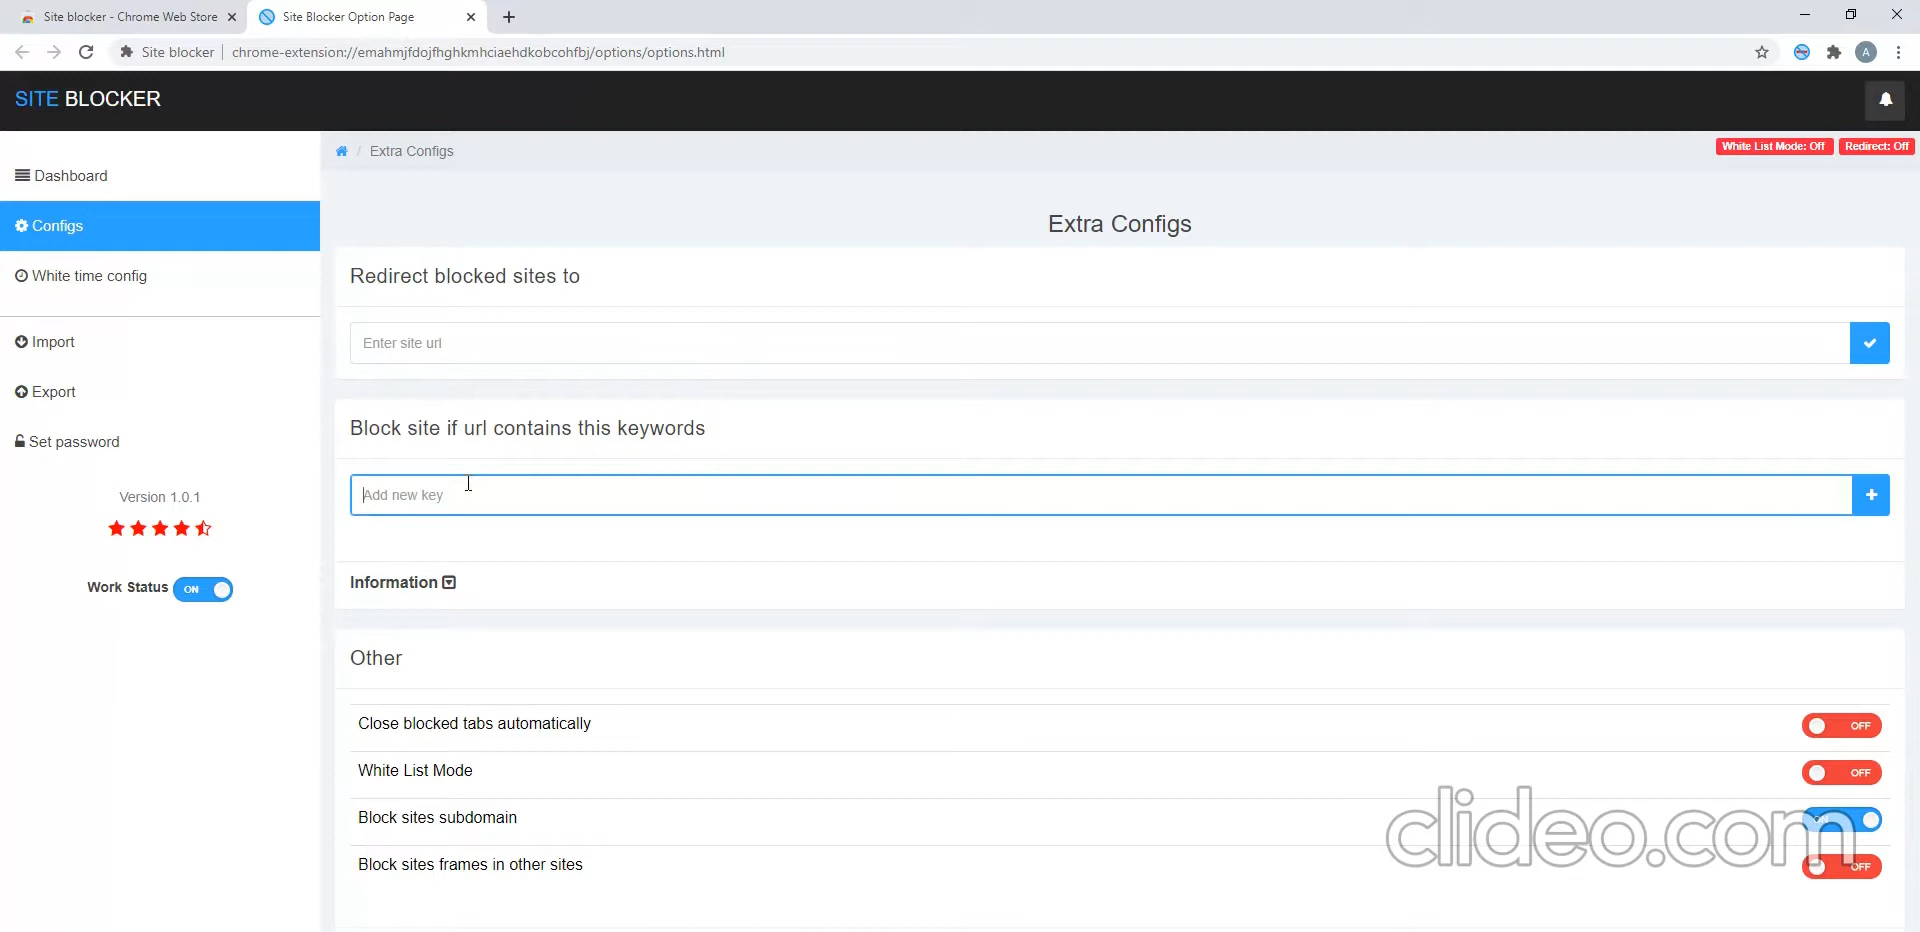 Site blocker - Chrome Web Store
Site Blocker Option Page
Site blocker
chrome-extension://emahmjfdojfhghkmhciaehdkobcohfbj/options/options.html
A
SITE BLOCKER
Dashboard
Configs
White time config
Import
Export
Set password
Version 1.0.1
Work Status ON
/ Extra Configs
White List Mode: Off
Redirect: Off
Extra Configs
Redirect blocked sites to
Enter site url
Block site if url contains this keywords
Add new key
Information
Other
Close blocked tabs automatically
OFF
White List Mode
OFF
Block sites subdomain
ON
Block sites frames in other sites
OFF
clideo.com